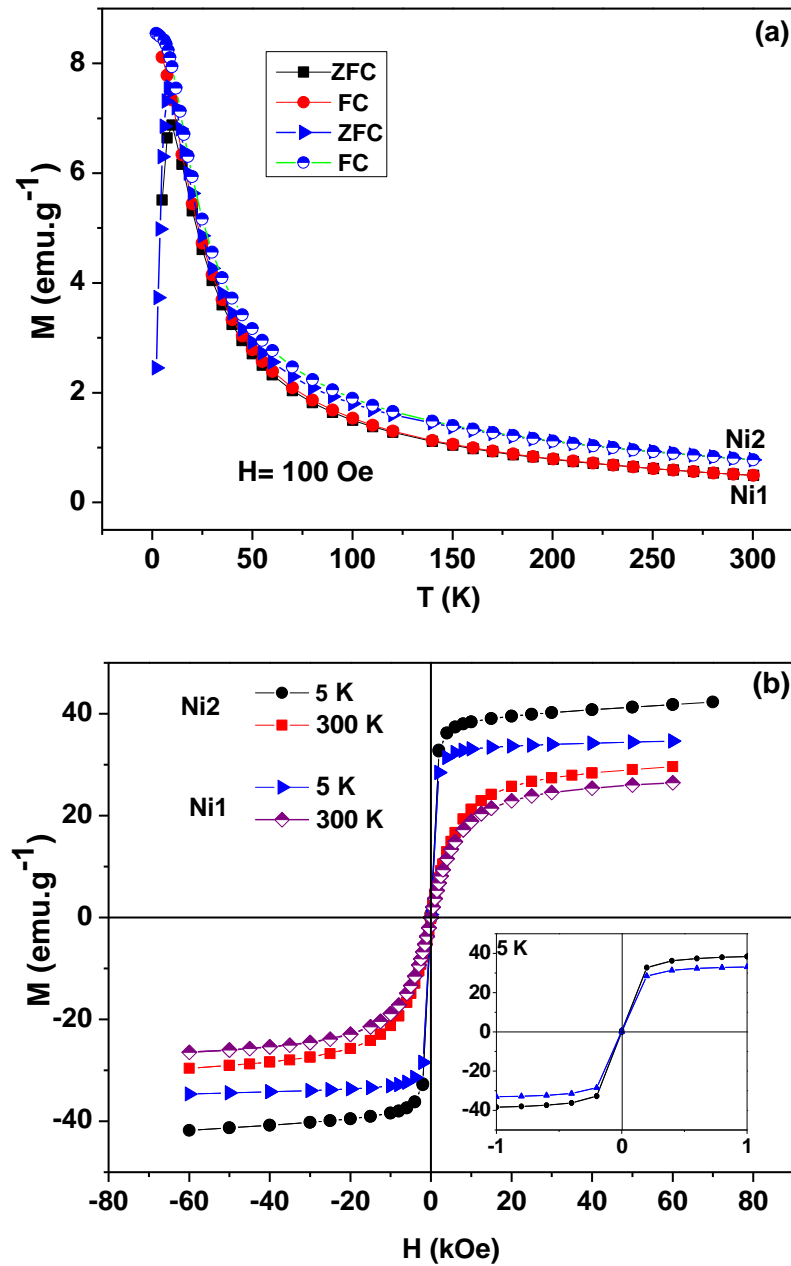 (a)
ZFC
FC
ZFC
FC
8
6
4
2
0
M (emu.g⁻¹)
H= 100 Oe
Ni2
Ni1
0 50 100 150 200 250 300
T (K)
(b)
Ni2
5 K
300 K
Ni1
5 K
300 K
40
20
0
-20
-40
M (emu.g⁻¹)
5 K
40
20
0
-20
-40
-1 0 1
-80 -60 -40 -20 0 20 40 60 80
H (kOe)